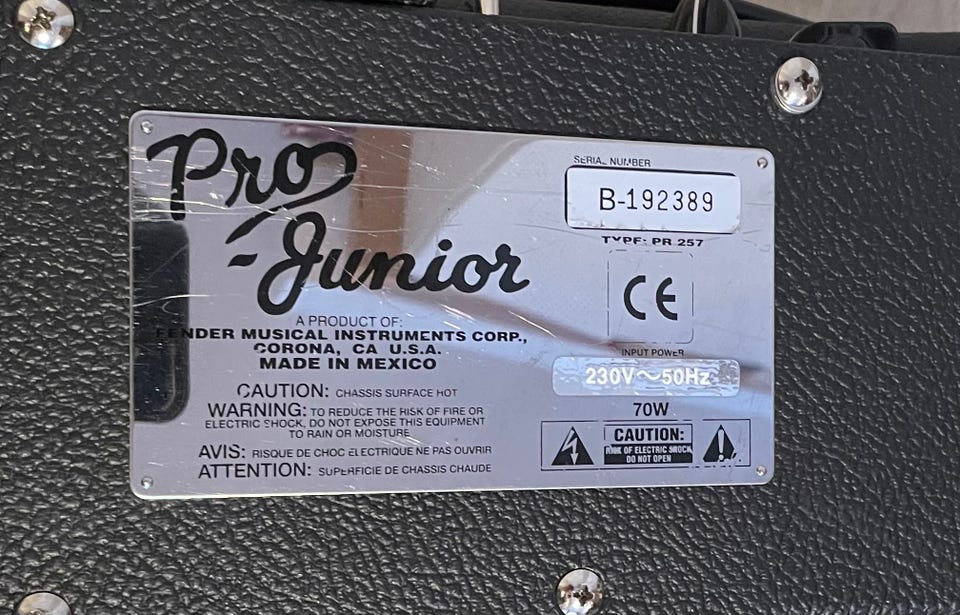 Pro
Junior
A PRODUCT OF:
FENDER MUSICAL INSTRUMENTS CORP.,
CORONA, CA U.S.A.
MADE IN MEXICO
CAUTION: CHASSIS SURFACE HOT
WARNING: TO REDUCE THE RISK OF FIRE OR
ELECTRIC SHOCK, DO NOT EXPOSE THIS EQUIPMENT
TO RAIN OR MOISTURE
AVIS: RISQUE DE CHOC ELECTRIQUE NE PAS OUVRIR
ATTENTION: SUPERFICIE DE CHASSIS CHAUDE
SERIAL NUMBER
B-192389
TYPE: PR 257
CE
INPUT POWER
230V~50Hz
70W
CAUTION:
RISK OF ELECTRIC SHOCK
DO NOT OPEN